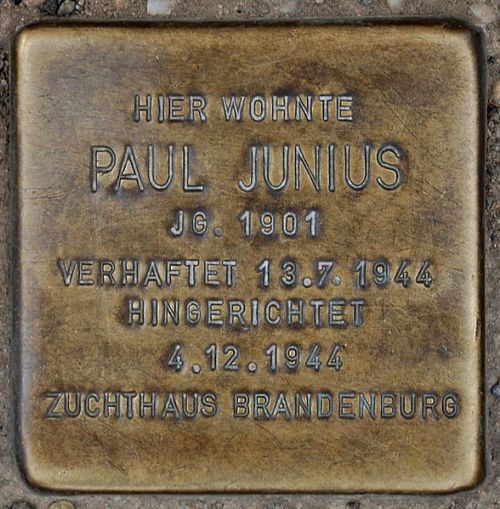 HIER WOHNTE
PAUL JUNIUS
JG. 1901
VERHAFTET 13.7.1944
HINGERICHTET
4.12.1944
ZUCHTHAUS BRANDENBURG